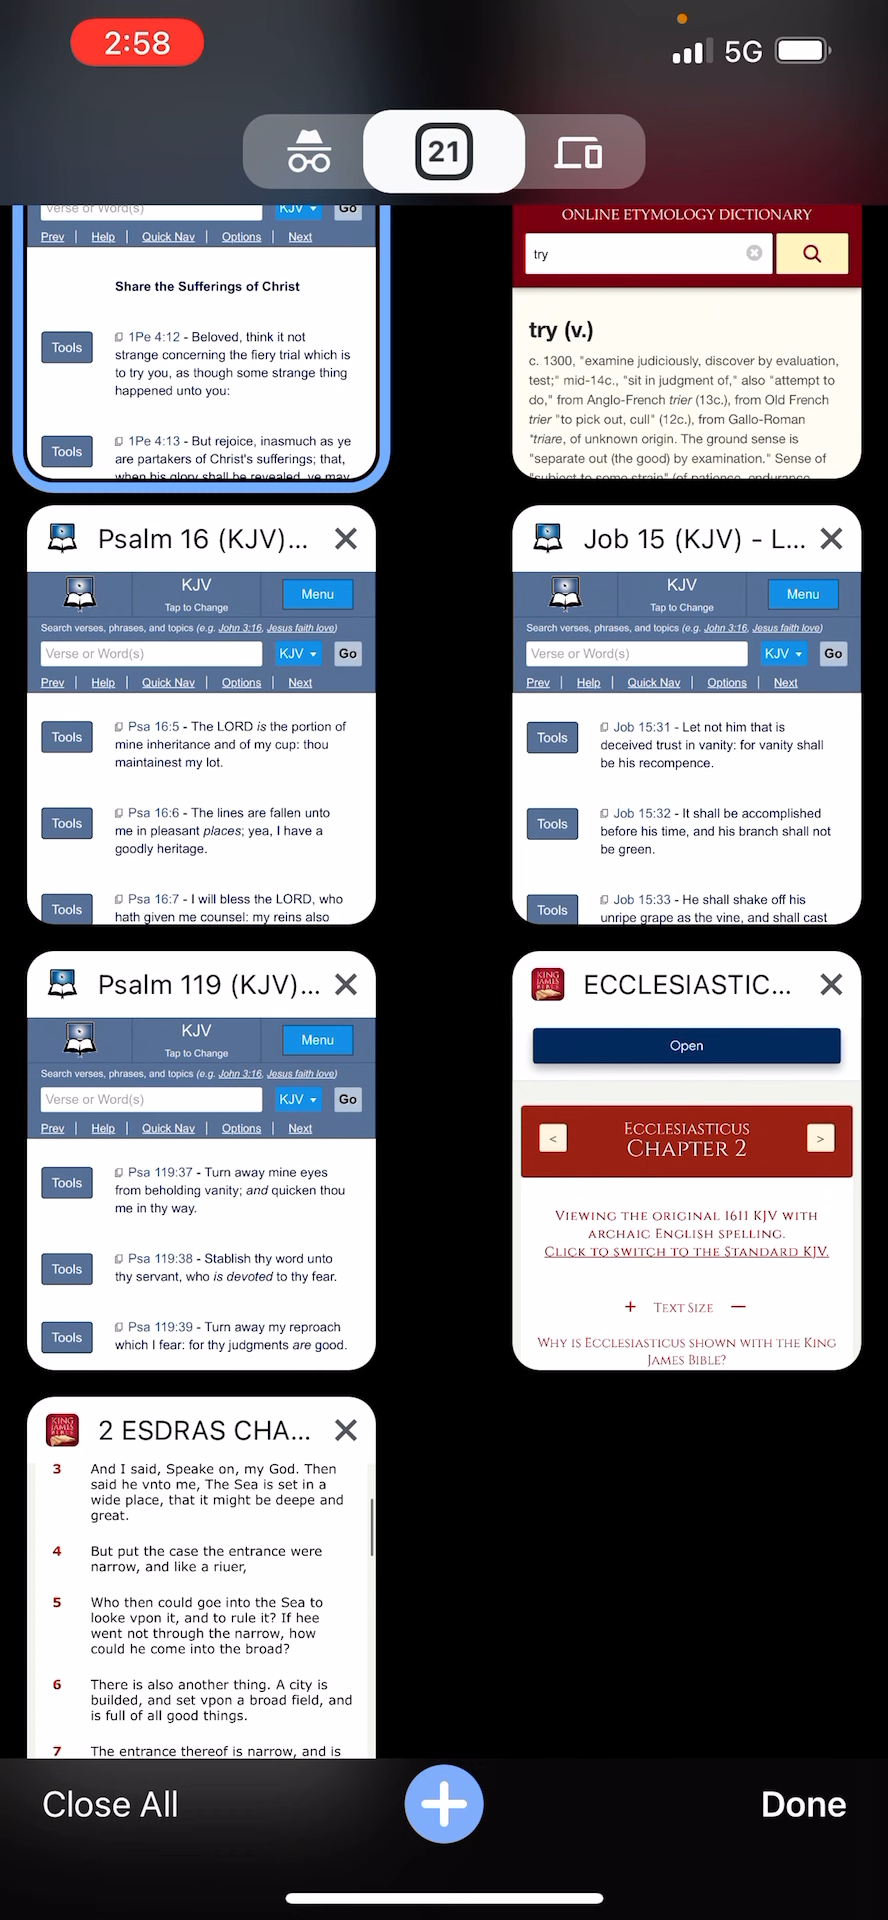 2:58
5G
21
Verse or Word(s) KJV Go
Prev | Help | Quick Nav | Options | Next
Share the Sufferings of Christ
Tools
1Pe 4:12 - Beloved, think it not
strange concerning the fiery trial which is
to try you, as though some strange thing
happened unto you:
Tools
1Pe 4:13 - But rejoice, inasmuch as ye
are partakers of Christ's sufferings; that,
when his glory shall be revealed, ye may
ONLINE ETYMOLOGY DICTIONARY
try
try (v.)
c. 1300, "examine judiciously, discover by evaluation,
test;" mid-14c., "sit in judgment of," also "attempt to
do," from Anglo-French trier (13c.), from Old French
trier "to pick out, cull" (12c.), from Gallo-Roman
*triare, of unknown origin. The ground sense is
"separate out (the good) by examination." Sense of
"subject to some strain" (of patience, endurance,
Psalm 16 (KJV)...
KJV
Tap to Change
Menu
Search verses, phrases, and topics (e.g. John 3:16, Jesus faith love)
Verse or Word(s) KJV Go
Prev | Help | Quick Nav | Options | Next
Tools
Psa 16:5 - The LORD is the portion of
mine inheritance and of my cup: thou
maintainest my lot.
Tools
Psa 16:6 - The lines are fallen unto
me in pleasant places; yea, I have a
goodly heritage.
Tools
Psa 16:7 - I will bless the LORD, who
hath given me counsel: my reins also
Job 15 (KJV) - L...
KJV
Tap to Change
Menu
Search verses, phrases, and topics (e.g. John 3:16, Jesus faith love)
Verse or Word(s) KJV Go
Prev | Help | Quick Nav | Options | Next
Tools
Job 15:31 - Let not him that is
deceived trust in vanity: for vanity shall
be his recompence.
Tools
Job 15:32 - It shall be accomplished
before his time, and his branch shall not
be green.
Tools
Job 15:33 - He shall shake off his
unripe grape as the vine, and shall cast
Psalm 119 (KJV)...
KJV
Tap to Change
Menu
Search verses, phrases, and topics (e.g. John 3:16, Jesus faith love)
Verse or Word(s) KJV Go
Prev | Help | Quick Nav | Options | Next
Tools
Psa 119:37 - Turn away mine eyes
from beholding vanity; and quicken thou
me in thy way.
Tools
Psa 119:38 - Stablish thy word unto
thy servant, who is devoted to thy fear.
Tools
Psa 119:39 - Turn away my reproach
which I fear: for thy judgments are good.
KING JAMES BIBLE
ECCLESIASTIC...
Open
<
ECCLESIASTICUS
CHAPTER 2
>
VIEWING THE ORIGINAL 1611 KJV WITH
ARCHAIC ENGLISH SPELLING.
CLICK TO SWITCH TO THE STANDARD KJV.
+ TEXT SIZE −
WHY IS ECCLESIASTICUS SHOWN WITH THE KING
JAMES BIBLE?
KING JAMES BIBLE
2 ESDRAS CHA...
3 And I said, Speake on, my God. Then
said he vnto me, The Sea is set in a
wide place, that it might be deepe and
great.
4 But put the case the entrance were
narrow, and like a riuer,
5 Who then could goe into the Sea to
looke vpon it, and to rule it? If hee
went not through the narrow, how
could he come into the broad?
6 There is also another thing. A city is
builded, and set vpon a broad field, and
is full of all good things.
7 The entrance thereof is narrow, and is
Close All
Done